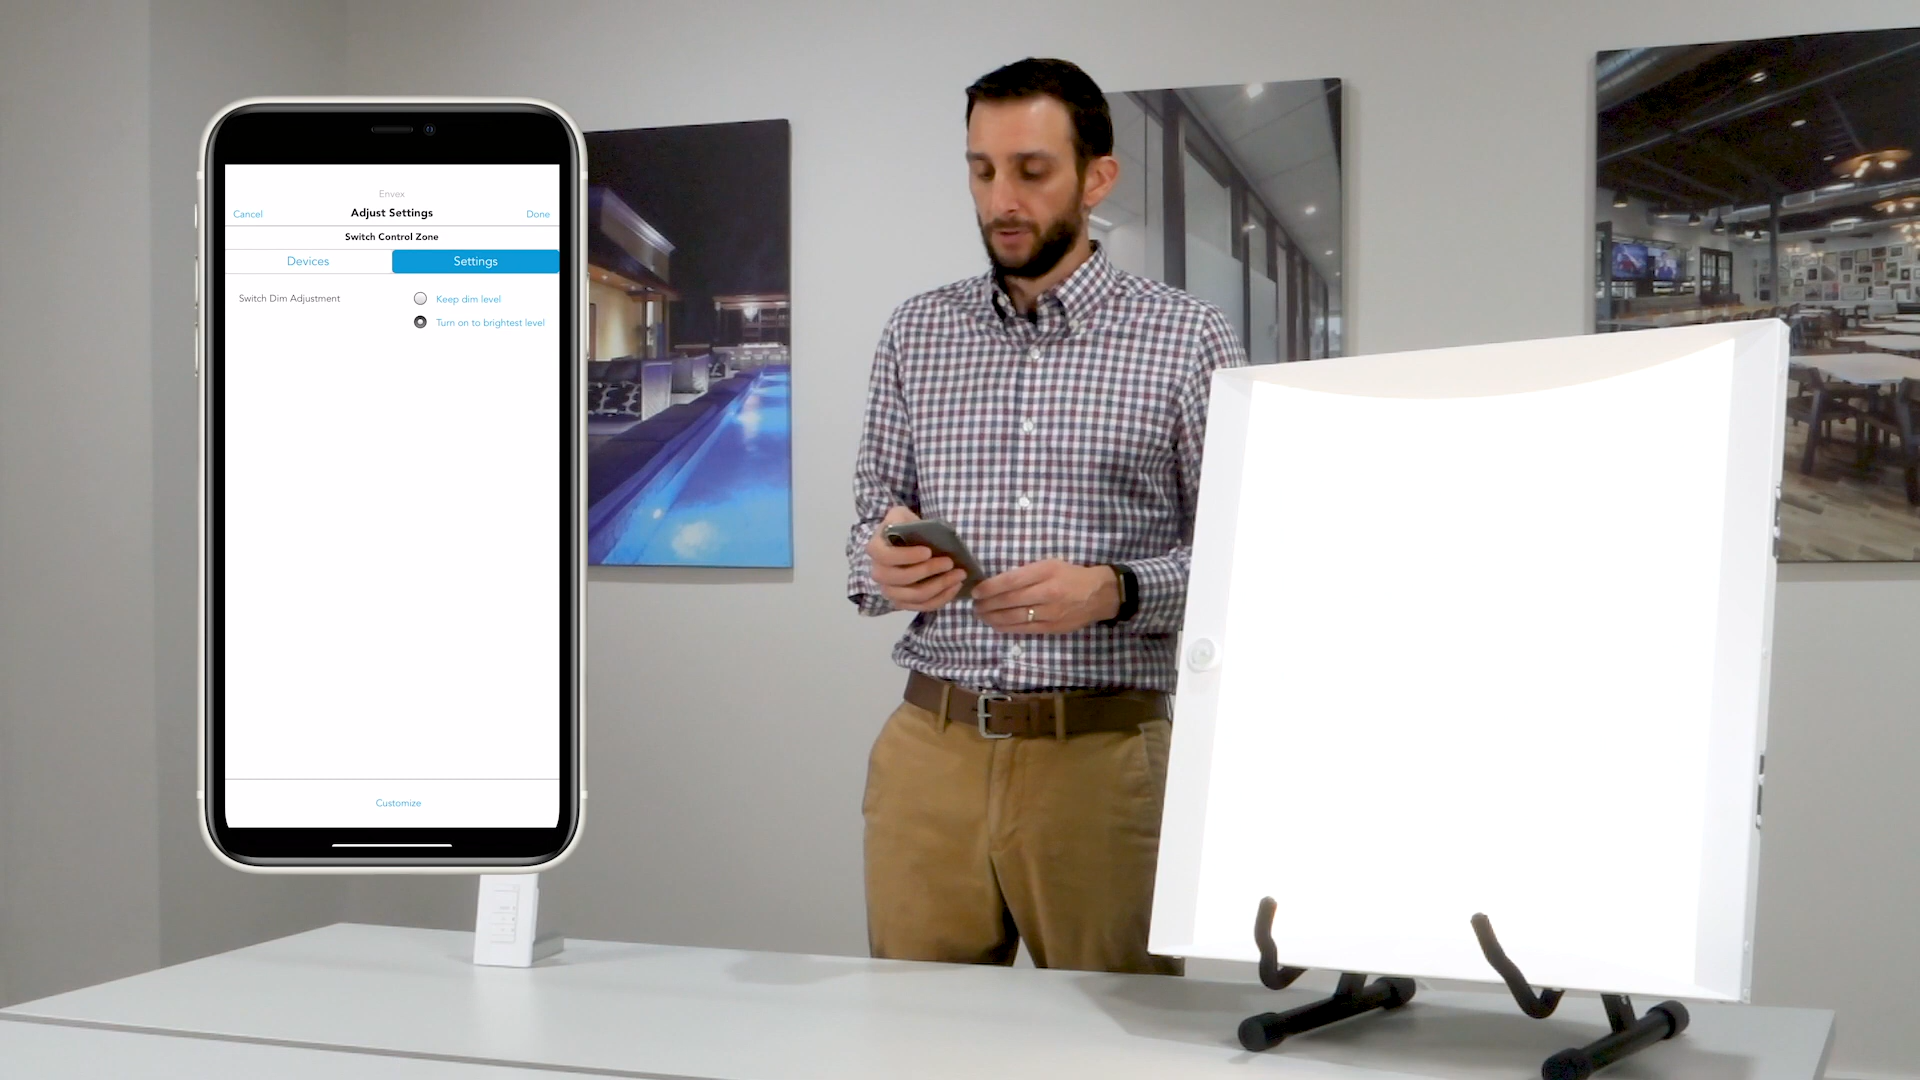 Envex
Cancel
Adjust Settings
Done
Switch Control Zone
Devices
Settings
Switch Dim Adjustment
Keep dim level
Turn on to brightest level
Customize